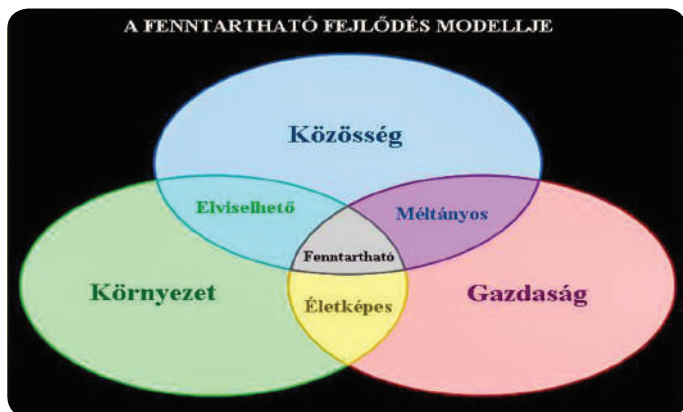 A FENNTARTHATÓ FEJLŐDÉS MODELLJE
Közösség
Elviselhető
Méltányos
Fenntartható
Környezet
Gazdaság
Életképes